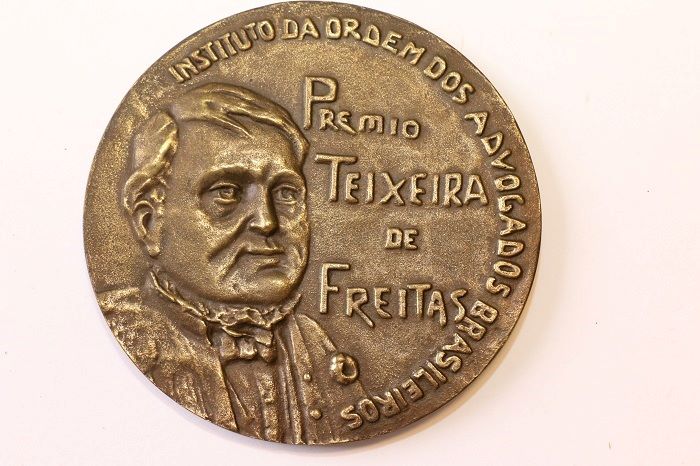 INSTITUTO DA ORDEM DOS ADVOGADOS BRASILEIROS
PREMIO
TEIXEIRA
DE
FREITAS